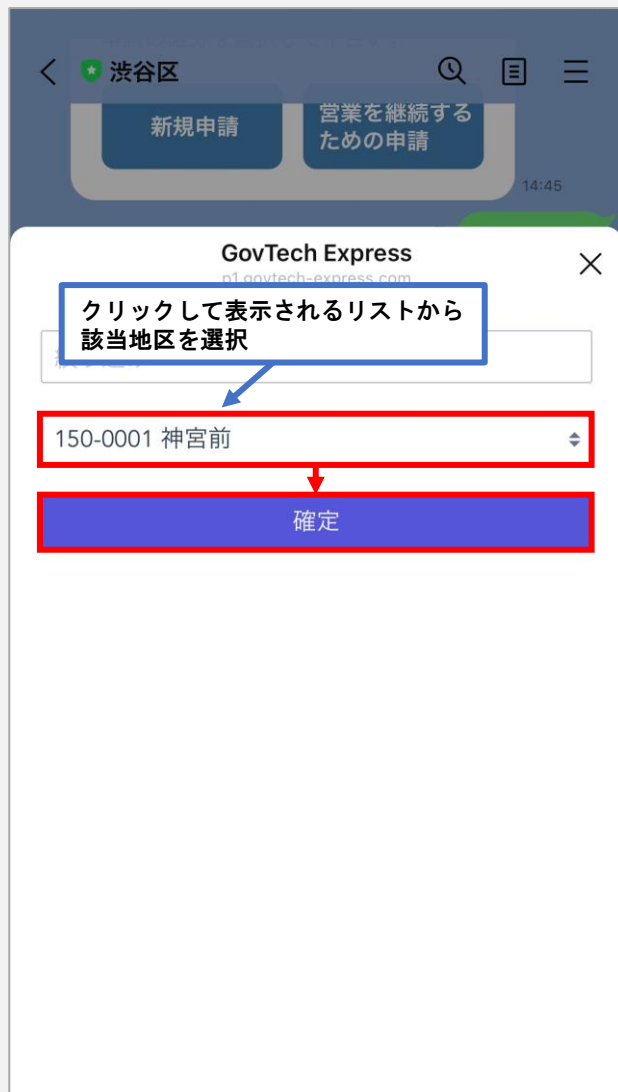 渋谷区
新規申請
営業を継続する
ための申請
14:45
GovTech Express
p1.govtech-express.com
クリックして表示されるリストから
該当地区を選択
150-0001 神宮前
確定